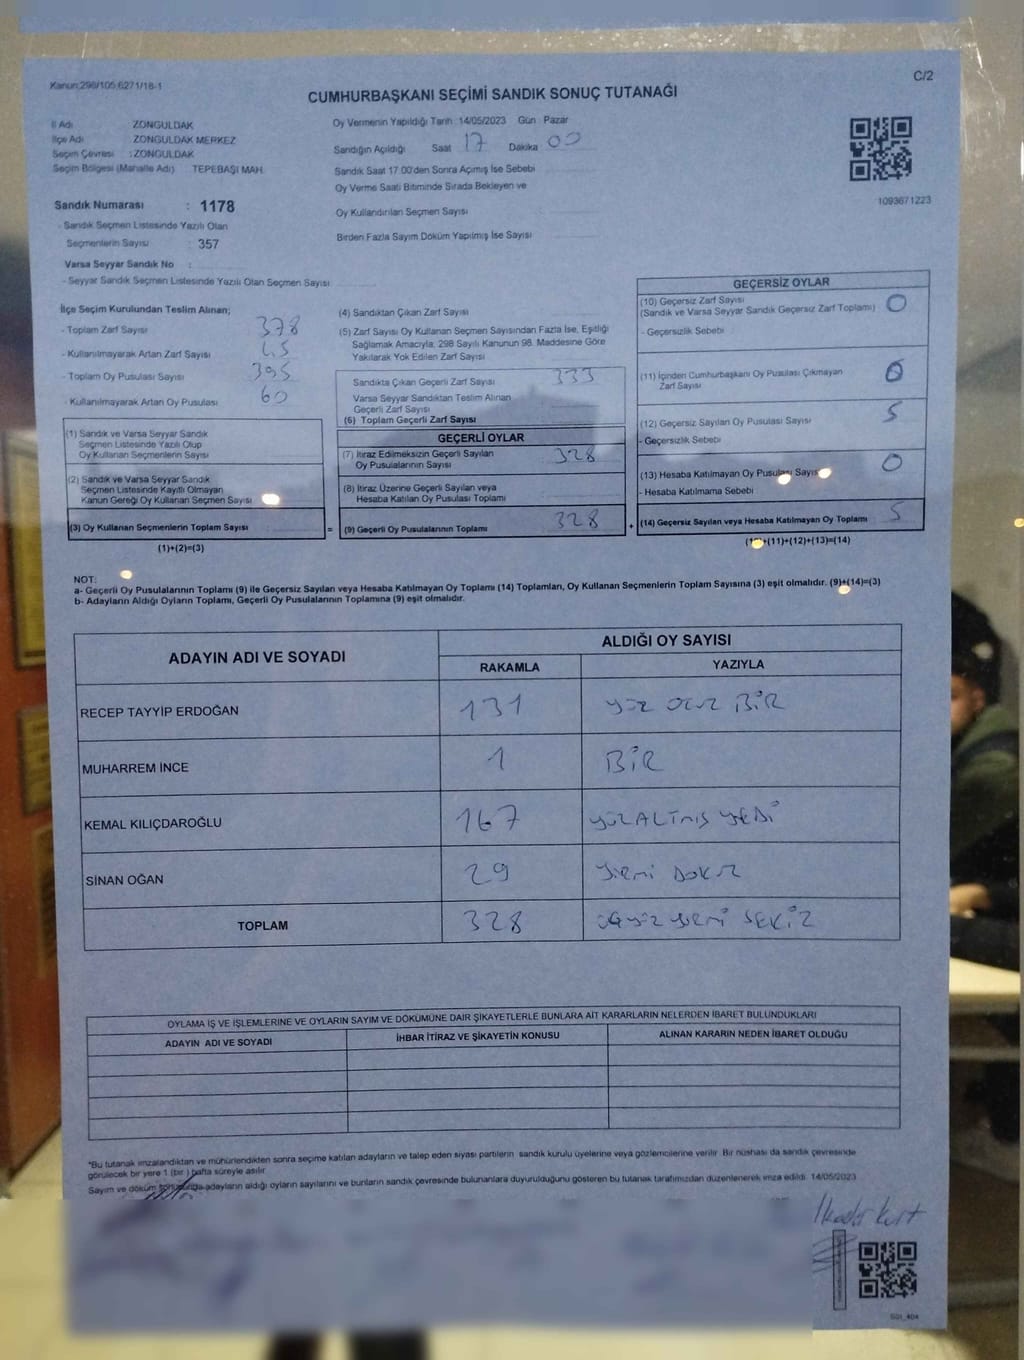 Kanun:298/105,6271/18-1
C/2
CUMHURBAŞKANI SEÇİMİ SANDIK SONUÇ TUTANAĞI
İl Adı ZONGULDAK
İlçe Adı ZONGULDAK MERKEZ
Seçim Çevresi :ZONGULDAK
Seçim Bölgesi (Mahalle Adı) TEPEBAŞI MAH.
Oy Vermenin Yapıldığı Tarih :14/05/2023 Gün : Pazar
Sandığın Açıldığı Saat 17 Dakika 00
Sandık Saat 17.00'den Sonra Açılmış İse Sebebi
Oy Verme Saati Bitiminde Sırada Bekleyen ve
Oy Kullandırılan Seçmen Sayısı
Birden Fazla Sayım Döküm Yapılmış İse Sayısı
1093671223
Sandık Numarası : 1178
- Sandık Seçmen Listesinde Yazılı Olan
Seçmenlerin Sayısı : 357
Varsa Seyyar Sandık No :
- Seyyar Sandık Seçmen Listesinde Yazılı Olan Seçmen Sayısı:
İlçe Seçim Kurulundan Teslim Alınan;
- Toplam Zarf Sayısı 378
- Kullanılmayarak Artan Zarf Sayısı 45
- Toplam Oy Pusulası Sayısı 395
- Kullanılmayarak Artan Oy Pusulası 60
(1) Sandık ve Varsa Seyyar Sandık
Seçmen Listesinde Yazılı Olup
Oy Kullanan Seçmenlerin Sayısı
(2) Sandık ve Varsa Seyyar Sandık
Seçmen Listesinde Kayıtlı Olmayan
Kanun Gereği Oy Kullanan Seçmen Sayısı
(3) Oy Kullanan Seçmenlerin Toplam Sayısı =
(1)+(2)=(3)
(4) Sandıktan Çıkan Zarf Sayısı
(5) Zarf Sayısı Oy Kullanan Seçmen Sayısından Fazla İse, Eşitliği
Sağlamak Amacıyla, 298 Sayılı Kanunun 98. Maddesine Göre
Yakılarak Yok Edilen Zarf Sayısı
Sandıkta Çıkan Geçerli Zarf Sayısı 333
Varsa Seyyar Sandıktan Teslim Alınan
Geçerli Zarf Sayısı
(6) Toplam Geçerli Zarf Sayısı
GEÇERLİ OYLAR
(7) İtiraz Edilmeksizin Geçerli Sayılan
Oy Pusulalarının Sayısı 328
(8) İtiraz Üzerine Geçerli Sayılan veya
Hesaba Katılan Oy Pusulası Toplamı
(9) Geçerli Oy Pusulalarının Toplamı 328 +
GEÇERSİZ OYLAR
(10) Geçersiz Zarf Sayısı 0
(Sandık ve Varsa Seyyar Sandık Geçersiz Zarf Toplamı)
- Geçersizlik Sebebi
(11) İçinden Cumhurbaşkanı Oy Pusulası Çıkmayan 0
Zarf Sayısı
(12) Geçersiz Sayılan Oy Pusulası Sayısı 5
- Geçersizlik Sebebi
(13) Hesaba Katılmayan Oy Pusulası Sayısı 0
- Hesaba Katılmama Sebebi
(14) Geçersiz Sayılan veya Hesaba Katılmayan Oy Toplamı 5
(10)+(11)+(12)+(13)=(14)
NOT:
a- Geçerli Oy Pusulalarının Toplamı (9) ile Geçersiz Sayılan veya Hesaba Katılmayan Oy Toplamı (14) Toplamları, Oy Kullanan Seçmenlerin Toplam Sayısına (3) eşit olmalıdır. (9)+(14)=(3)
b- Adayların Aldığı Oyların Toplamı, Geçerli Oy Pusulalarının Toplamına (9) eşit olmalıdır.
ADAYIN ADI VE SOYADI ALDIĞI OY SAYISI
RAKAMLA YAZIYLA
RECEP TAYYİP ERDOĞAN 131 YÜZ OTUZ BİR
MUHARREM İNCE 1 BİR
KEMAL KILIÇDAROĞLU 167 YÜZ ALTMIŞ YEDİ
SİNAN OĞAN 29 YİRMİ DOKUZ
TOPLAM 328 ÜÇYÜZ YİRMİ SEKİZ
OYLAMA İŞ VE İŞLEMLERİNE VE OYLARIN SAYIM VE DÖKÜMÜNE DAİR ŞİKAYETLERLE BUNLARA AİT KARARLARIN NELERDEN İBARET BULUNDUKLARI
ADAYIN ADI VE SOYADI İHBAR İTİRAZ VE ŞİKAYETİN KONUSU ALINAN KARARIN NEDEN İBARET OLDUĞU
*Bu tutanak imzalandıktan ve mühürlendikten sonra seçime katılan adayların ve talep eden siyasi partilerin sandık kurulu üyelerine veya gözlemcilerine verilir. Bir nüshası da sandık çevresinde
görülecek bir yere 1 (bir ) hafta süreyle asılır.
Sayım ve döküm sonucunda adayların aldığı oyların sayılarını ve bunların sandık çevresinde bulunanlara duyurulduğunu gösteren bu tutanak tarafımızdan düzenlenerek imza edildi. 14/05/2023
Kurt